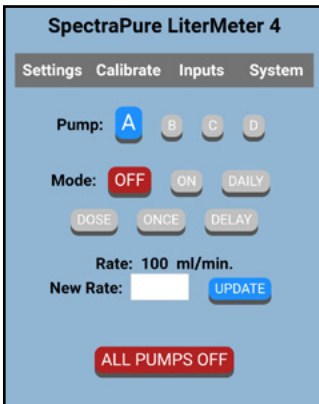 SpectraPure LiterMeter 4
Settings Calibrate Inputs System
Pump: A B C D
Mode: OFF ON DAILY
DOSE ONCE DELAY
Rate: 100 ml/min.
New Rate: UPDATE
ALL PUMPS OFF